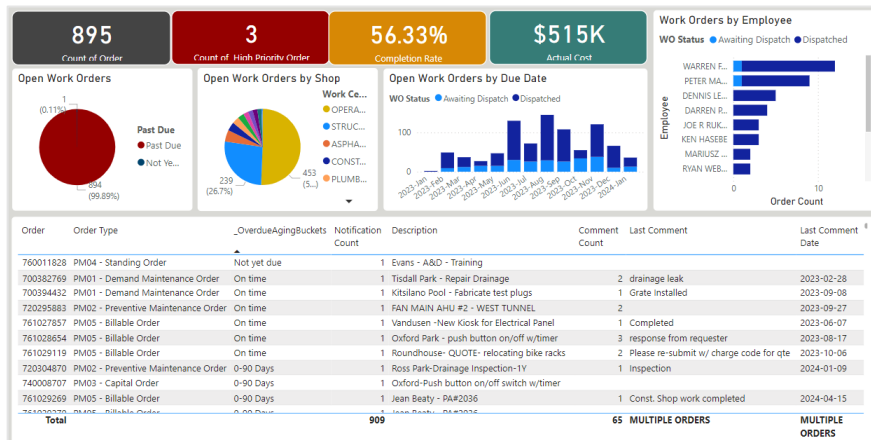 895
Count of Order
3
Count of High Priority Order
56.33%
Completion Rate
$515K
Actual Cost
Work Orders by Employee
WO Status Awaiting Dispatch Dispatched
Employee
WARREN F...
PETER MA...
DENNIS LE...
DARREN P...
JOE R RUK...
KEN HASEBE
MARIUSZ ...
RYAN WEB...
0 10
Order Count
Open Work Orders
1
(0.11%)
894
(99.89%)
Past Due
Past Due
Not Ye...
Open Work Orders by Shop
239
(26.7%)
453
(5...)
Work Ce...
OPERA...
STRUC...
ASPHA...
CONST...
PLUMB...
Open Work Orders by Due Date
WO Status Awaiting Dispatch Dispatched
100
0
2023-Jan 2023-Feb 2023-Mar 2023-Apr 2023-May 2023-Jun 2023-Jul 2023-Aug 2023-Sep 2023-Oct 2023-Nov 2023-Dec 2024-Jan
Order Order Type _OverdueAgingBuckets Notification Count Description Comment Count Last Comment Last Comment Date
760011828 PM04 - Standing Order Not yet due 1 Evans - A&D - Training
700382769 PM01 - Demand Maintenance Order On time 1 Tisdall Park - Repair Drainage 2 drainage leak 2023-02-28
700394432 PM01 - Demand Maintenance Order On time 1 Kitsilano Pool - Fabricate test plugs 1 Grate Installed 2023-09-08
720295883 PM02 - Preventive Maintenance Order On time 1 FAN MAIN AHU #2 - WEST TUNNEL 2 2023-09-27
761027857 PM05 - Billable Order On time 1 Vandusen -New Kiosk for Electrical Panel 1 Completed 2023-06-07
761028654 PM05 - Billable Order On time 1 Oxford Park - push button on/off w/timer 3 response from requester 2023-08-17
761029119 PM05 - Billable Order On time 1 Roundhouse- QUOTE- relocating bike racks 2 Please re-submit w/ charge code for qte 2023-10-06
720304870 PM02 - Preventive Maintenance Order 0-90 Days 1 Ross Park-Drainage Inspection-1Y 1 Inspection 2024-01-09
740008707 PM03 - Capital Order 0-90 Days 1 Oxford-Push button on/off switch w/timer
761029269 PM05 - Billable Order 0-90 Days 1 Jean Beaty - PA#2036 1 Const. Shop work completed 2024-04-15
Total 909 65 MULTIPLE ORDERS MULTIPLE ORDERS